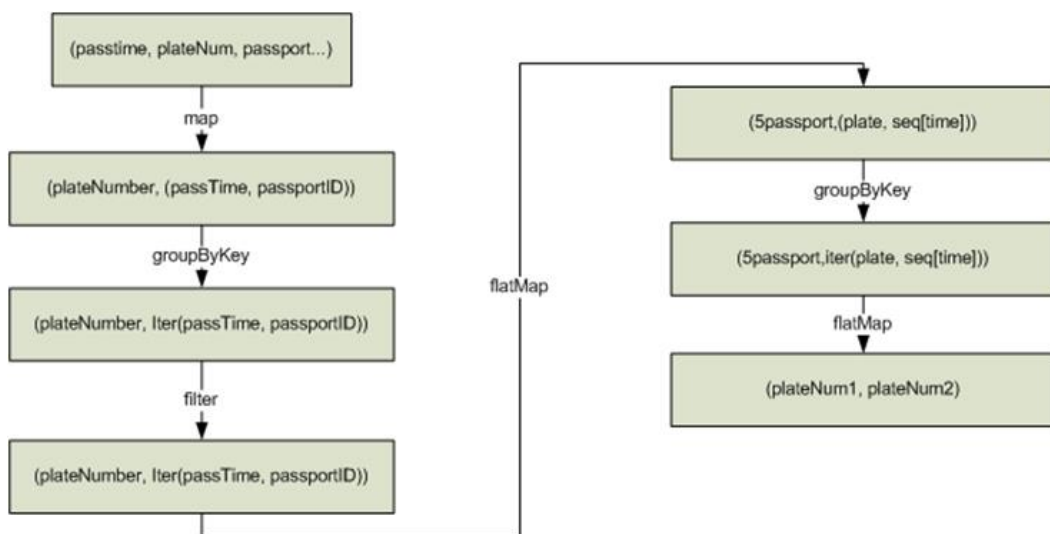 (passtime, plateNum, passport...)
map
(plateNumber, (passTime, passportID))
groupByKey
(plateNumber, Iter(passTime, passportID))
filter
(plateNumber, Iter(passTime, passportID))
flatMap
(5passport,(plate, seq[time]))
groupByKey
(5passport,iter(plate, seq[time]))
flatMap
(plateNum1, plateNum2)